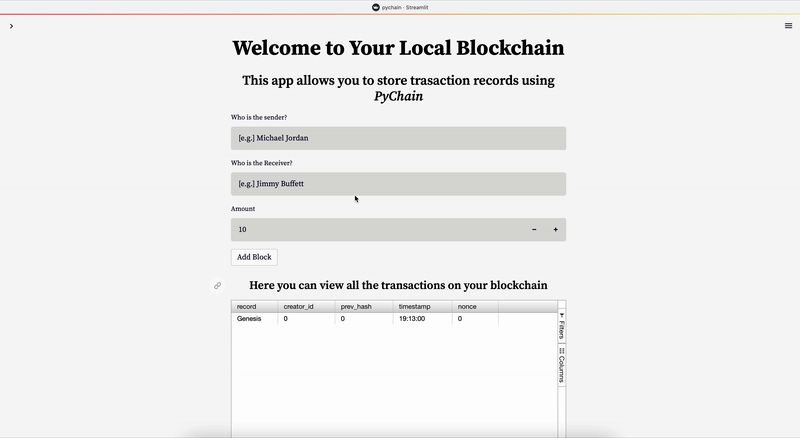 pychain · Streamlit
Welcome to Your Local Blockchain
This app allows you to store trasaction records using
PyChain
Who is the sender?
[e.g.] Michael Jordan
Who is the Receiver?
[e.g.] Jimmy Buffett
Amount
10 − +
Add Block
Here you can view all the transactions on your blockchain
record creator_id prev_hash timestamp nonce
Genesis 0 0 19:13:00 0
Filters
Columns